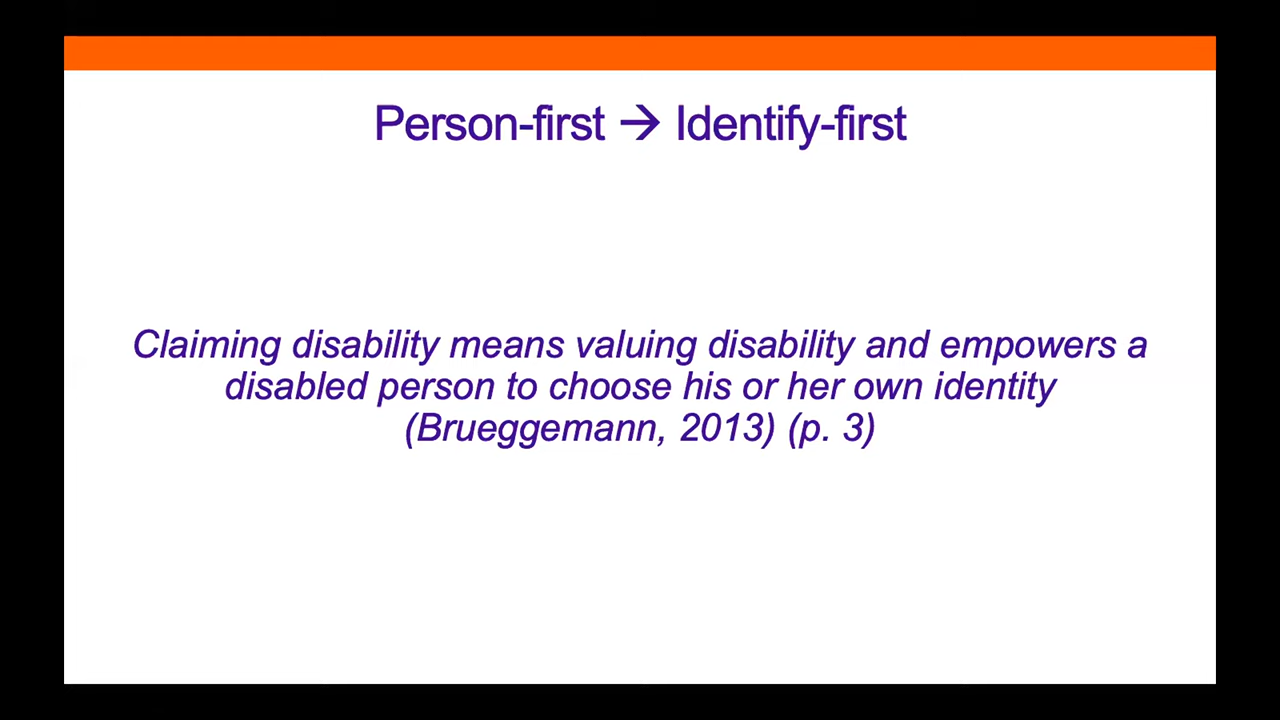 Person-first → Identify-first
Claiming disability means valuing disability and empowers a
disabled person to choose his or her own identity
(Brueggemann, 2013) (p. 3)